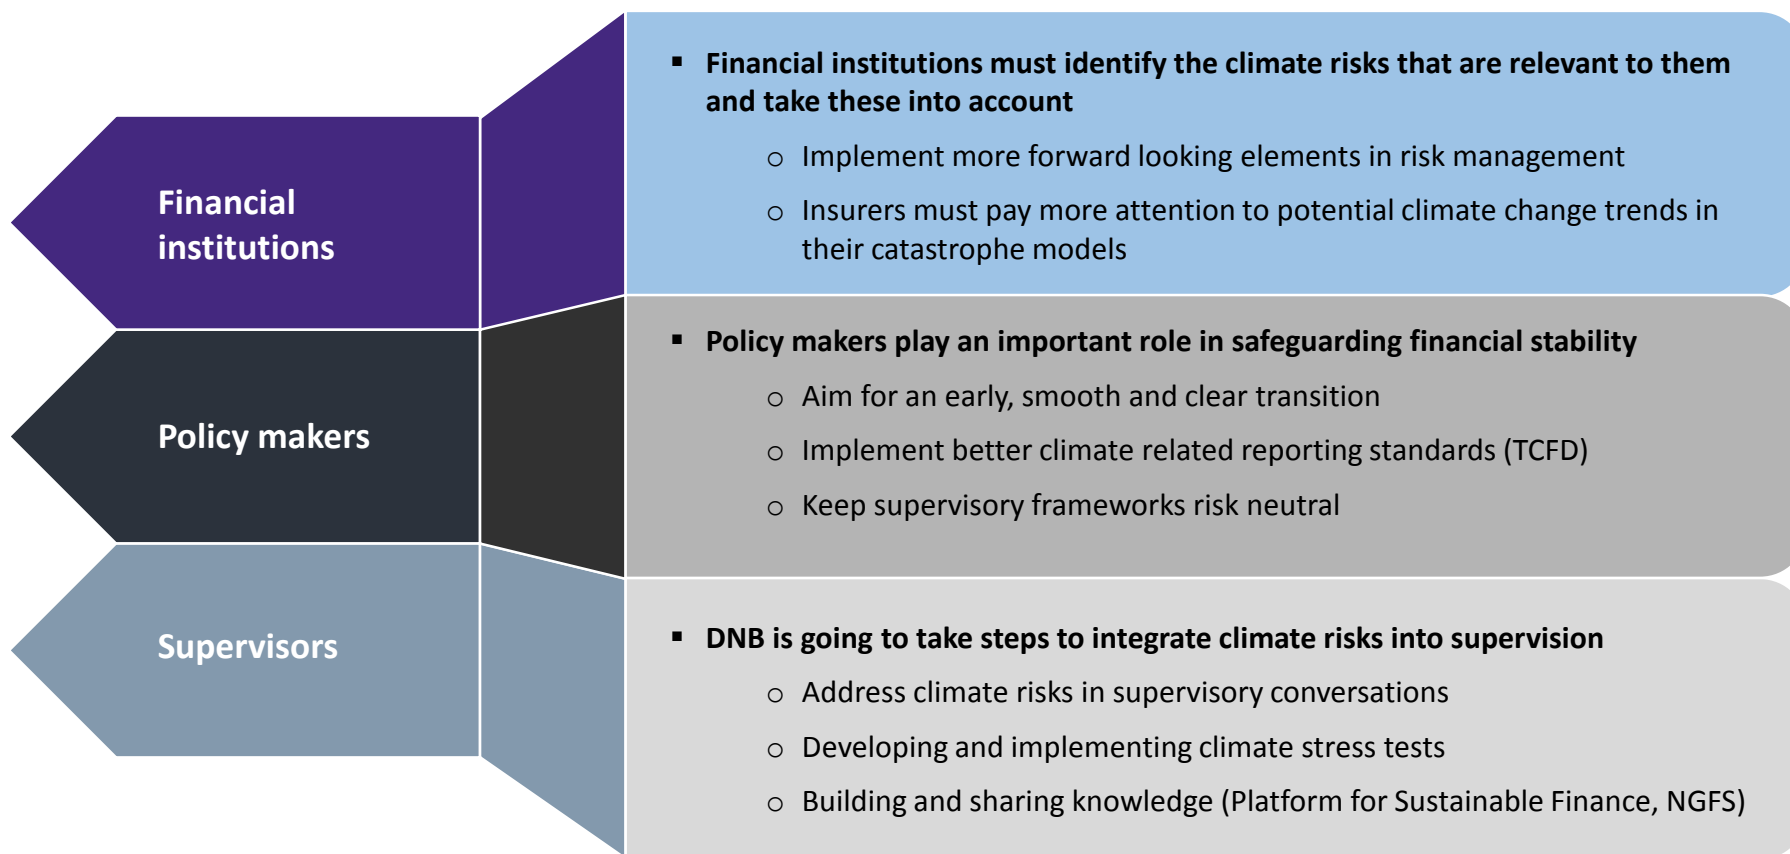 Financial
institutions
▪ Financial institutions must identify the climate risks that are relevant to them
and take these into account
o Implement more forward looking elements in risk management
o Insurers must pay more attention to potential climate change trends in
their catastrophe models
Policy makers
▪ Policy makers play an important role in safeguarding financial stability
o Aim for an early, smooth and clear transition
o Implement better climate related reporting standards (TCFD)
o Keep supervisory frameworks risk neutral
Supervisors
▪ DNB is going to take steps to integrate climate risks into supervision
o Address climate risks in supervisory conversations
o Developing and implementing climate stress tests
o Building and sharing knowledge (Platform for Sustainable Finance, NGFS)